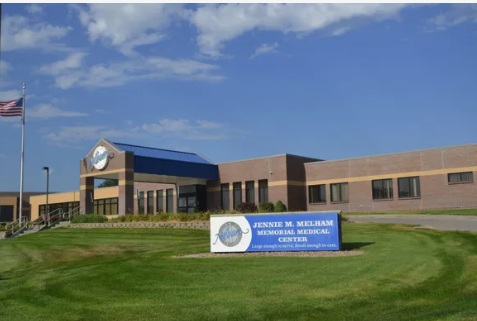 JENNIE M. MELHAM
MEMORIAL MEDICAL
CENTER
Large enough to serve, Small enough to care.